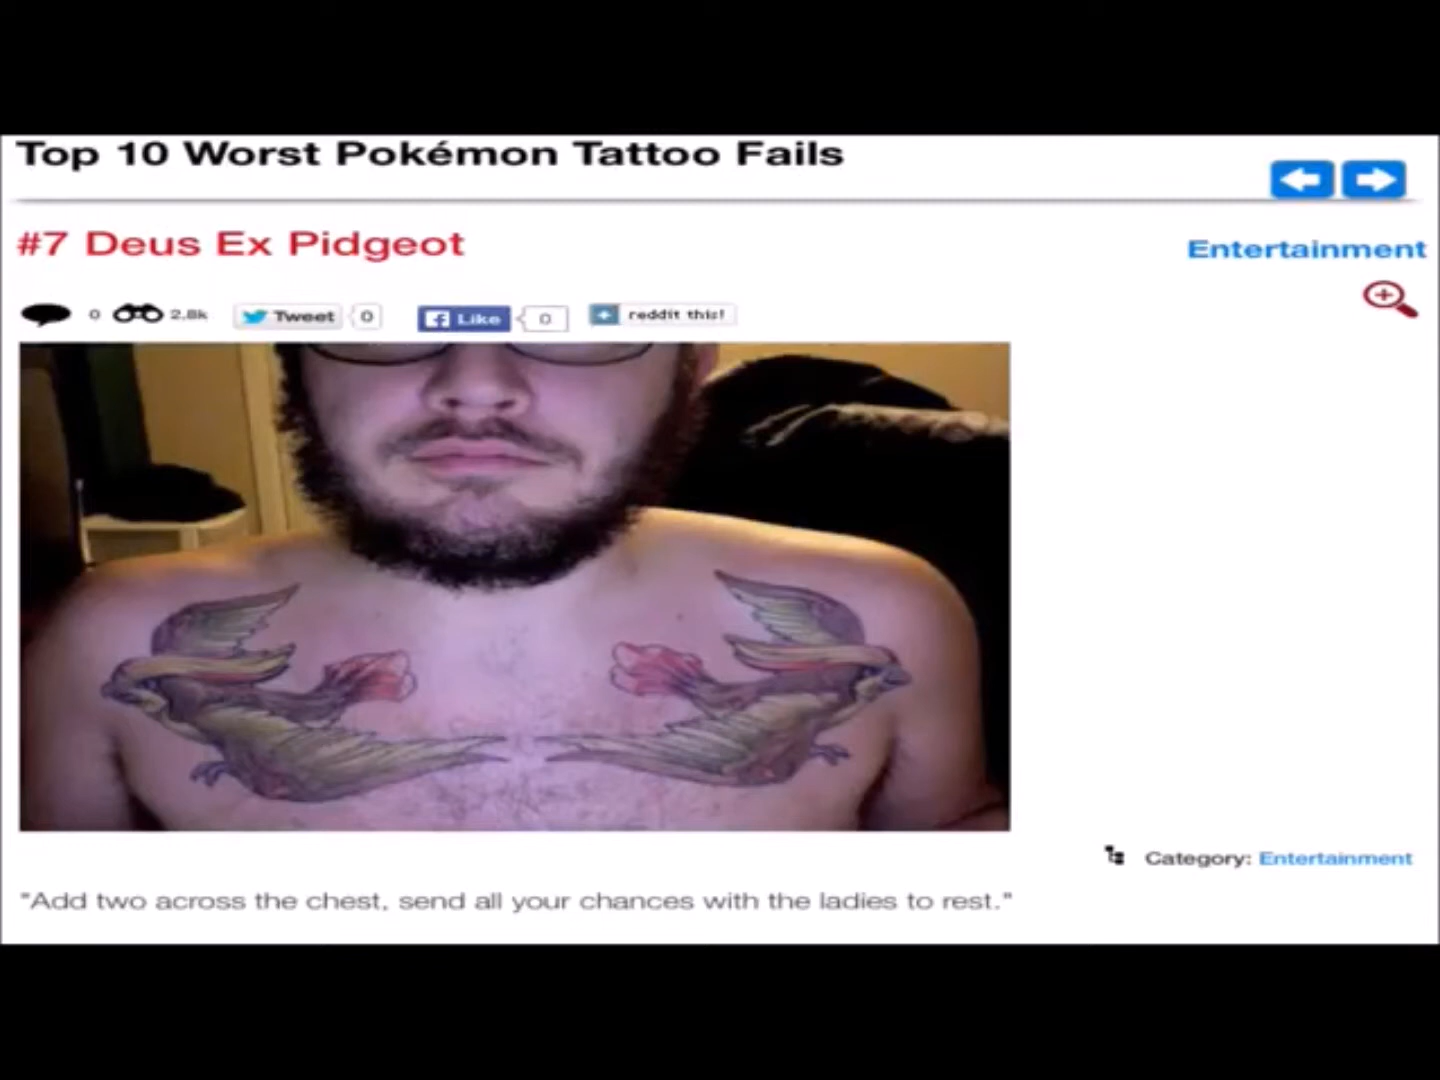 Top 10 Worst Pokémon Tattoo Fails
#7 Deus Ex Pidgeot
Entertainment
0 2.8k Tweet 0 Like 0 reddit this!
Category: Entertainment
"Add two across the chest, send all your chances with the ladies to rest."